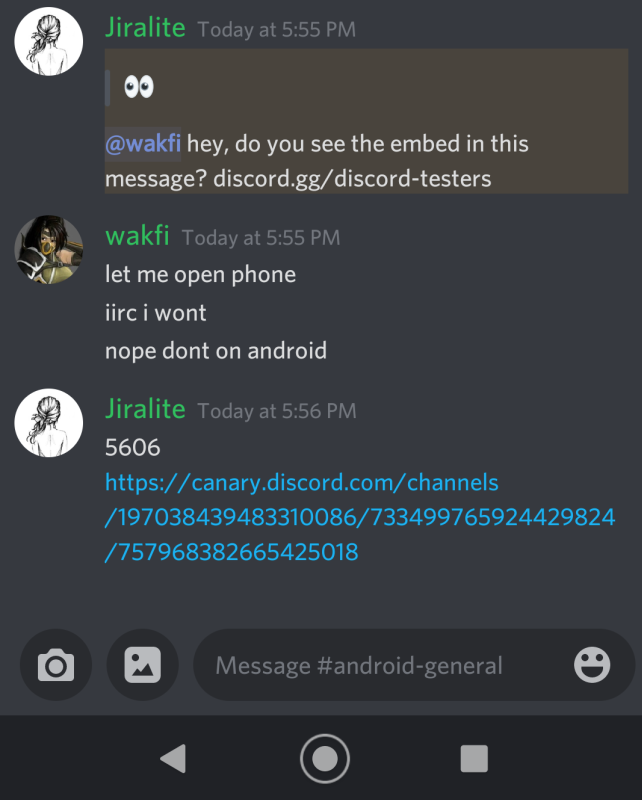 Jiralite Today at 5:55 PM
👀
@wakfi hey, do you see the embed in this
message? discord.gg/discord-testers
wakfi Today at 5:55 PM
let me open phone
iirc i wont
nope dont on android
Jiralite Today at 5:56 PM
5606
https://canary.discord.com/channels
/197038439483310086/733499765924429824
/757968382665425018
Message #android-general